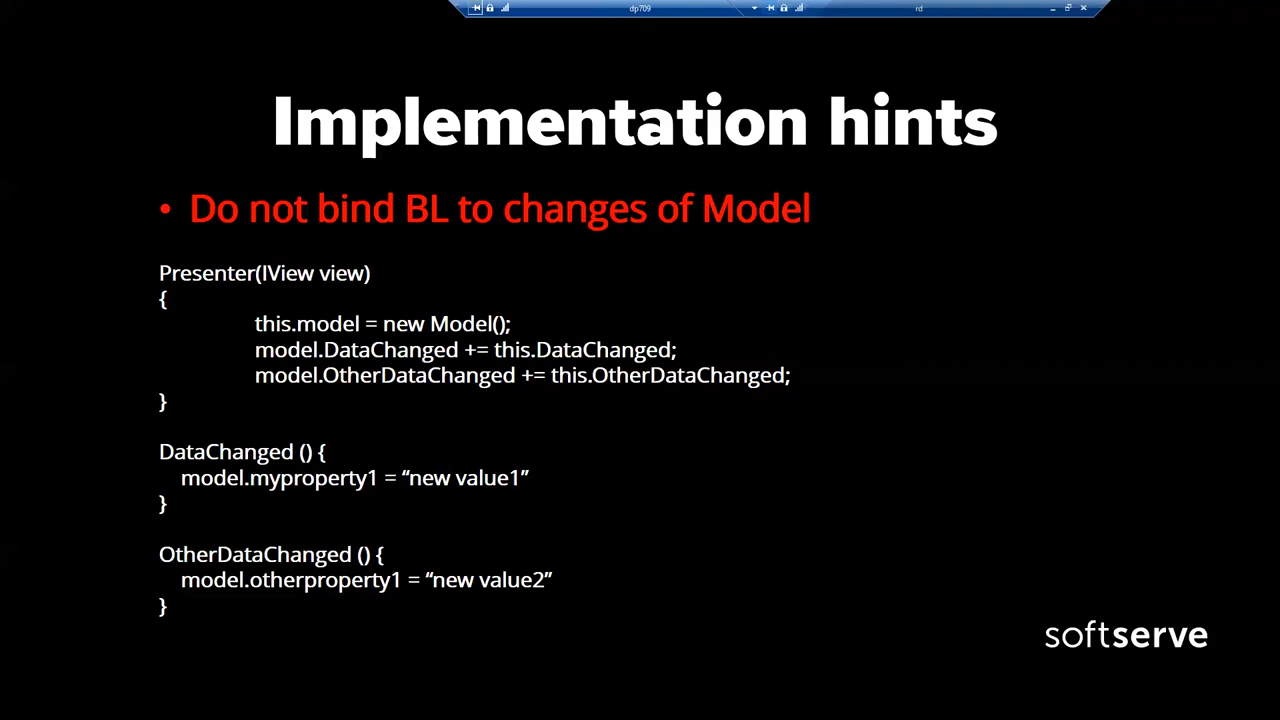 dp709
rd
Implementation hints
• Do not bind BL to changes of Model
Presenter(IView view)
{
this.model = new Model();
model.DataChanged += this.DataChanged;
model.OtherDataChanged += this.OtherDataChanged;
}
DataChanged () {
model.myproperty1 = “new value1”
}
OtherDataChanged () {
model.otherproperty1 = “new value2”
}
softserve